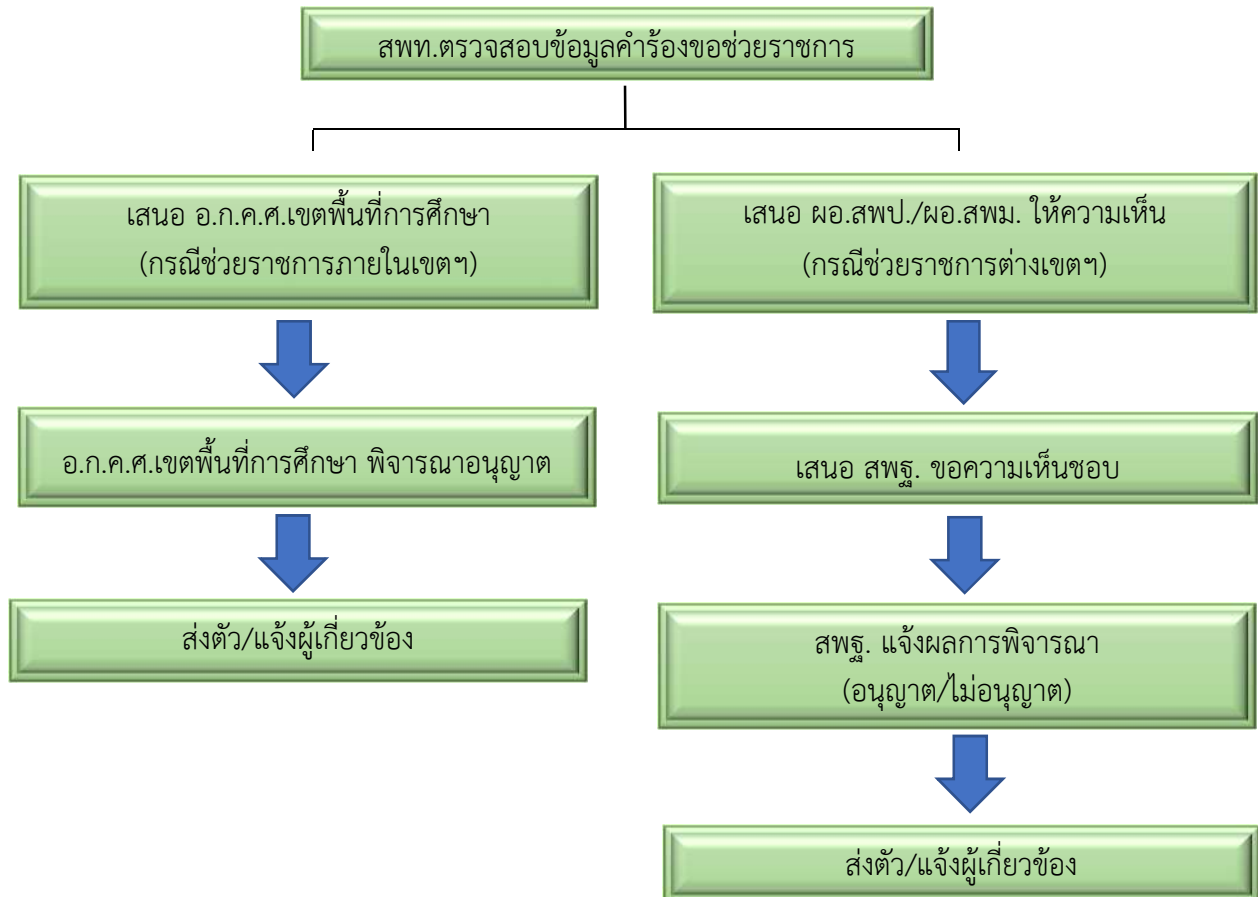 สพท.ตรวจสอบข้อมูลคำร้องขอช่วยราชการ
เสนอ อ.ก.ค.ศ.เขตพื้นที่การศึกษา
(กรณีช่วยราชการภายในเขตฯ)
อ.ก.ค.ศ.เขตพื้นที่การศึกษา พิจารณาอนุญาต
ส่งตัว/แจ้งผู้เกี่ยวข้อง
เสนอ ผอ.สพป./ผอ.สพม. ให้ความเห็น
(กรณีช่วยราชการต่างเขตฯ)
เสนอ สพฐ. ขอความเห็นชอบ
สพฐ. แจ้งผลการพิจารณา
(อนุญาต/ไม่อนุญาต)
ส่งตัว/แจ้งผู้เกี่ยวข้อง